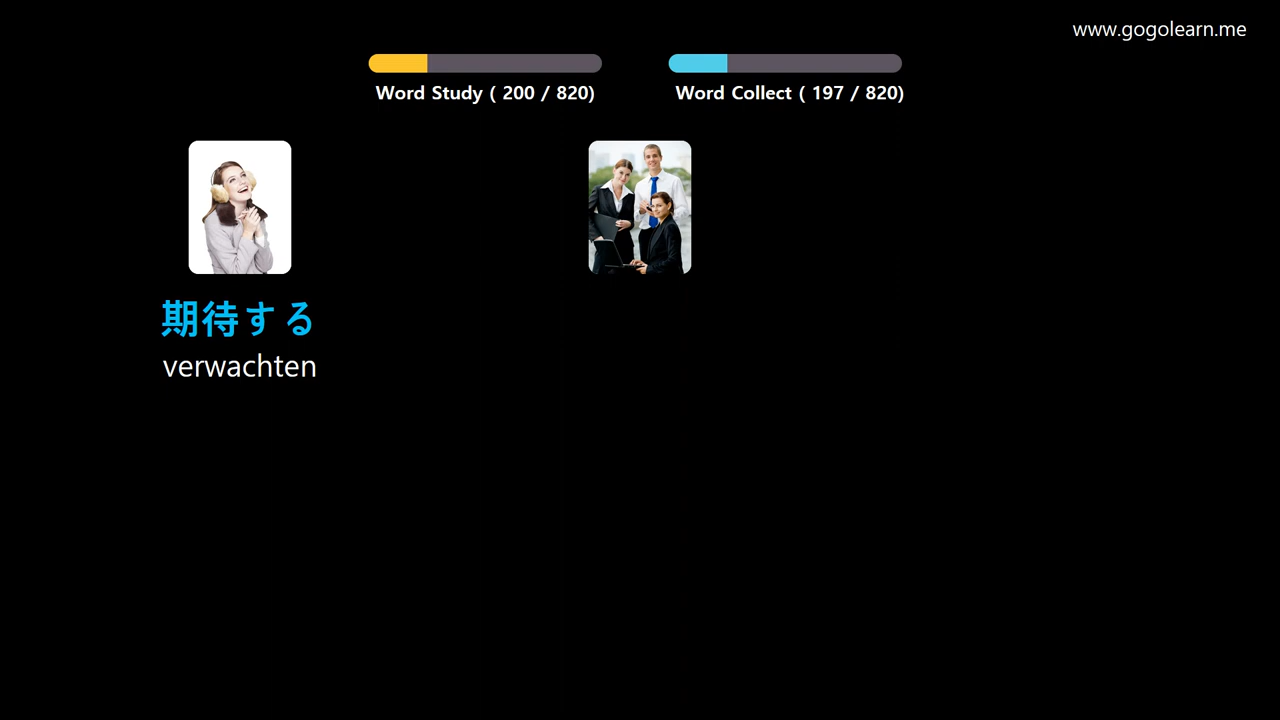 www.gogolearn.me
Word Study ( 200 / 820)
Word Collect ( 197 / 820)
期待する
verwachten